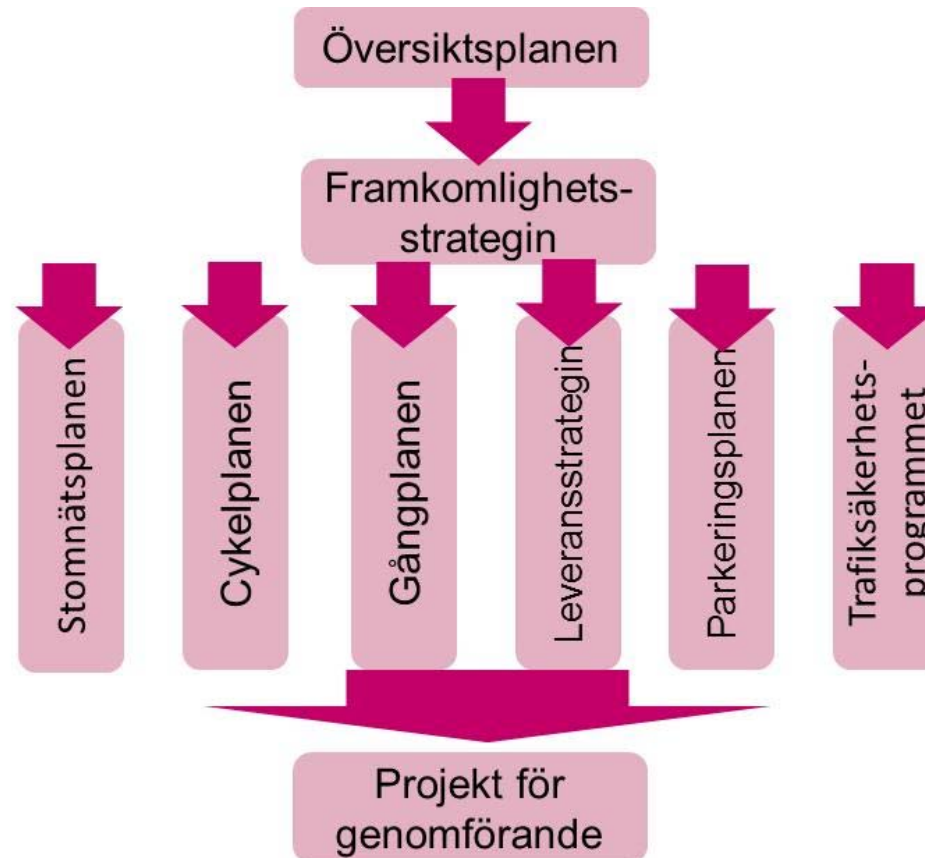 Översiktsplanen
Framkomlighets-
strategin
Stomnätsplanen
Cykelplanen
Gångplanen
Leveransstrategin
Parkeringsplanen
Trafiksäkerhets-
programmet
Projekt för
genomförande